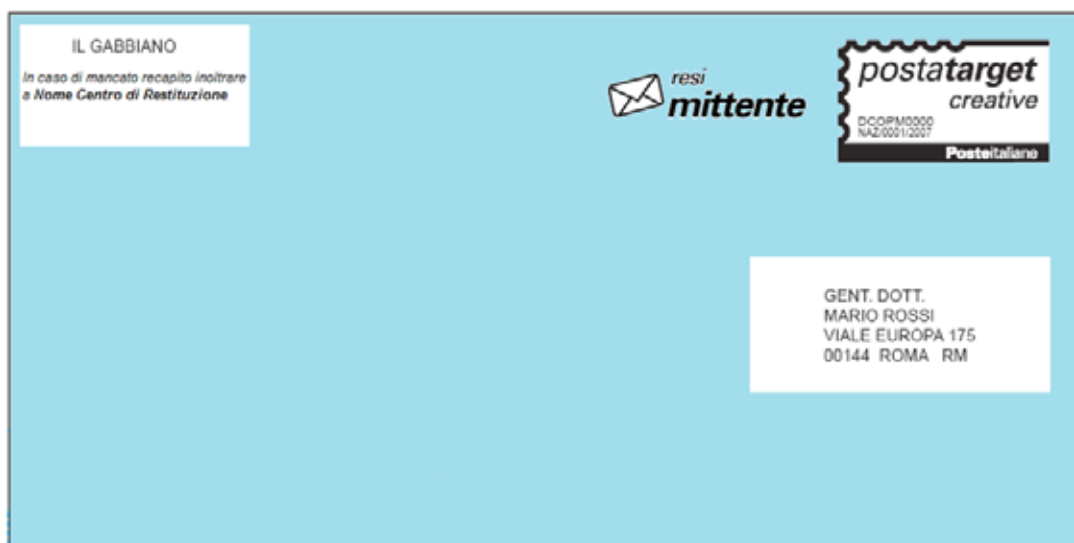 IL GABBIANO
In caso di mancato recapito inoltrare
a Nome Centro di Restituzione
resi
mittente
postatarget
creative
DCOPM0000
NAZ/0001/2007
Posteitaliane
GENT. DOTT.
MARIO ROSSI
VIALE EUROPA 175
00144 ROMA RM